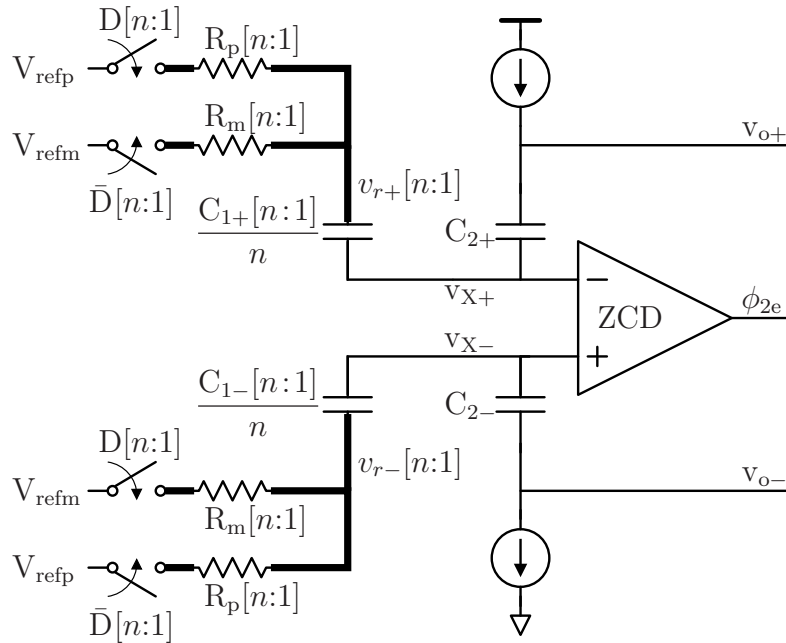 D[n:1]
V_refp
R_p[n:1]
V_refm
R_m[n:1]
D̄[n:1]
v_r+[n:1]
C_1+[n:1]
n
C_2+
v_o+
v_X+
−
ZCD
ϕ_2e
v_X−
+
C_1−[n:1]
n
C_2−
D[n:1]
v_r−[n:1]
V_refm
R_m[n:1]
v_o−
V_refp
R_p[n:1]
D̄[n:1]